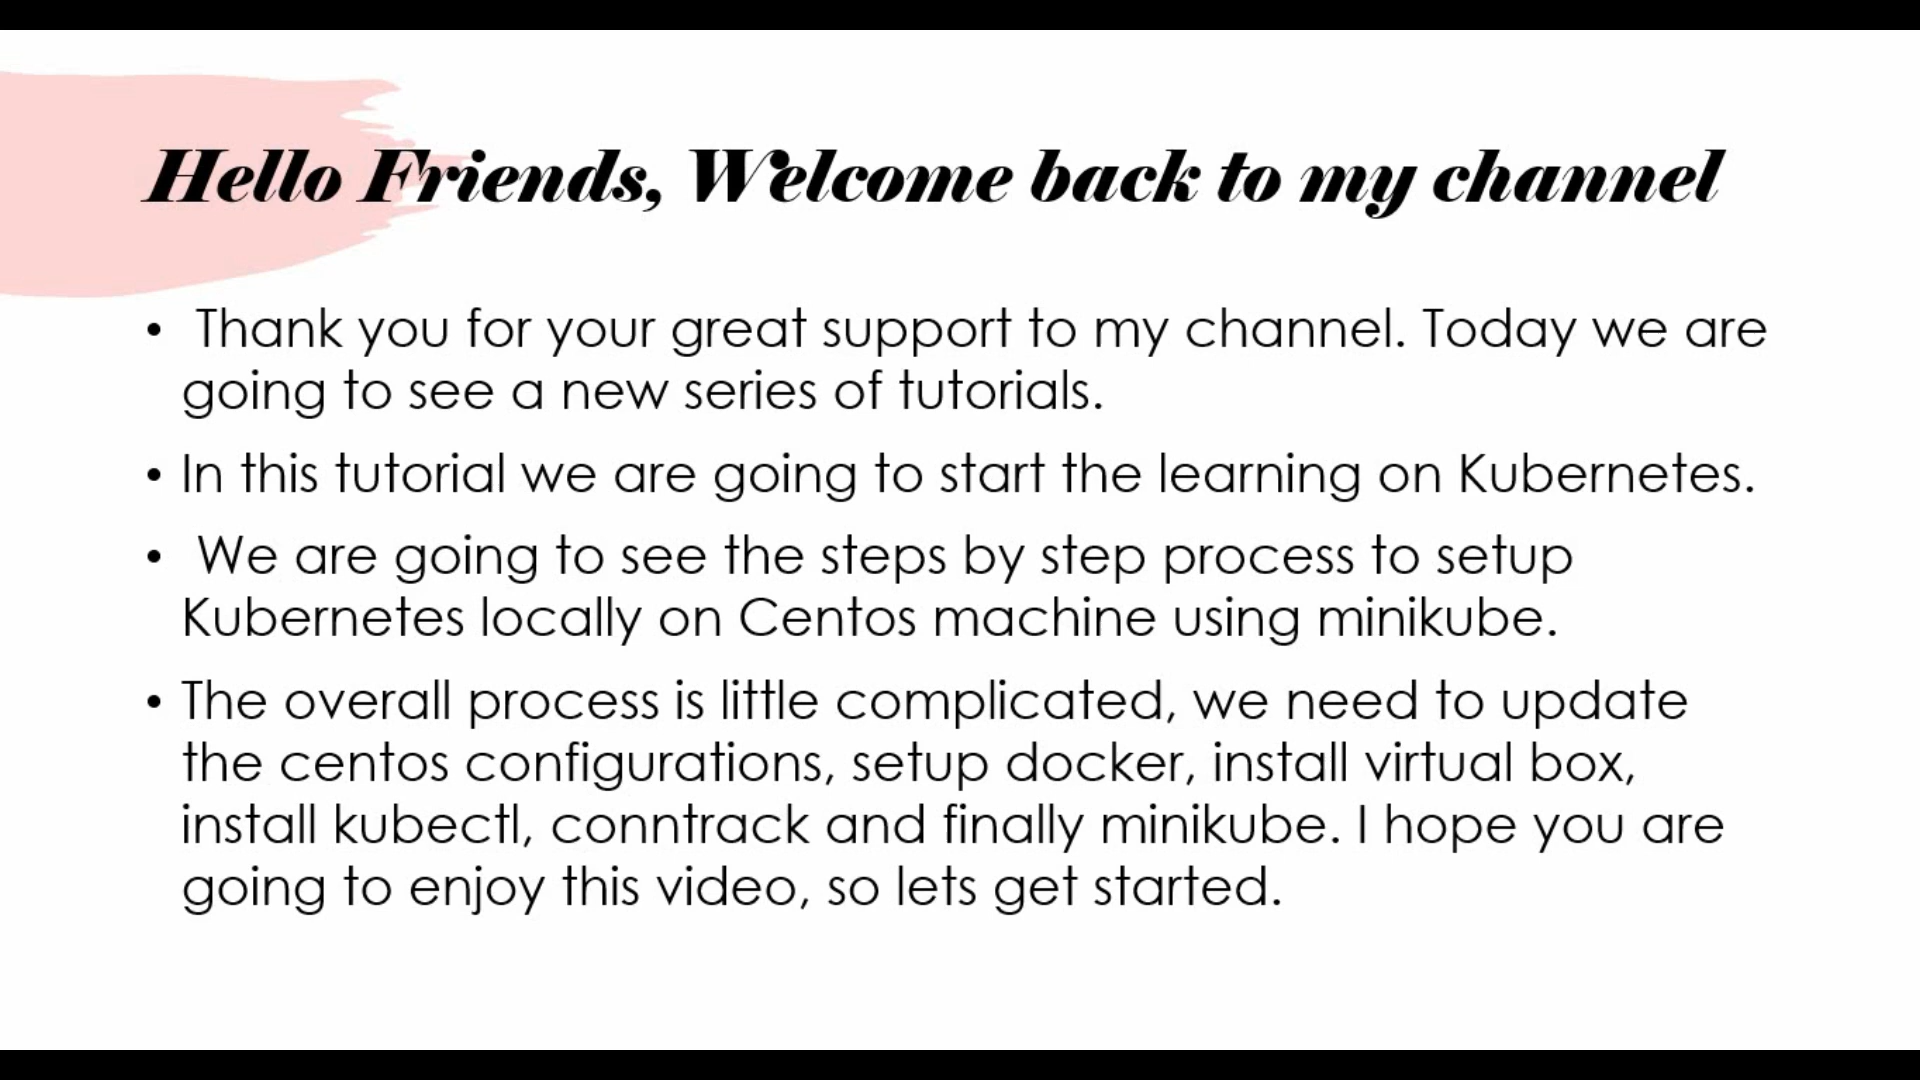 Hello Friends, Welcome back to my channel
• Thank you for your great support to my channel. Today we are
going to see a new series of tutorials.
• In this tutorial we are going to start the learning on Kubernetes.
• We are going to see the steps by step process to setup
Kubernetes locally on Centos machine using minikube.
• The overall process is little complicated, we need to update
the centos configurations, setup docker, install virtual box,
install kubectl, conntrack and finally minikube. I hope you are
going to enjoy this video, so lets get started.